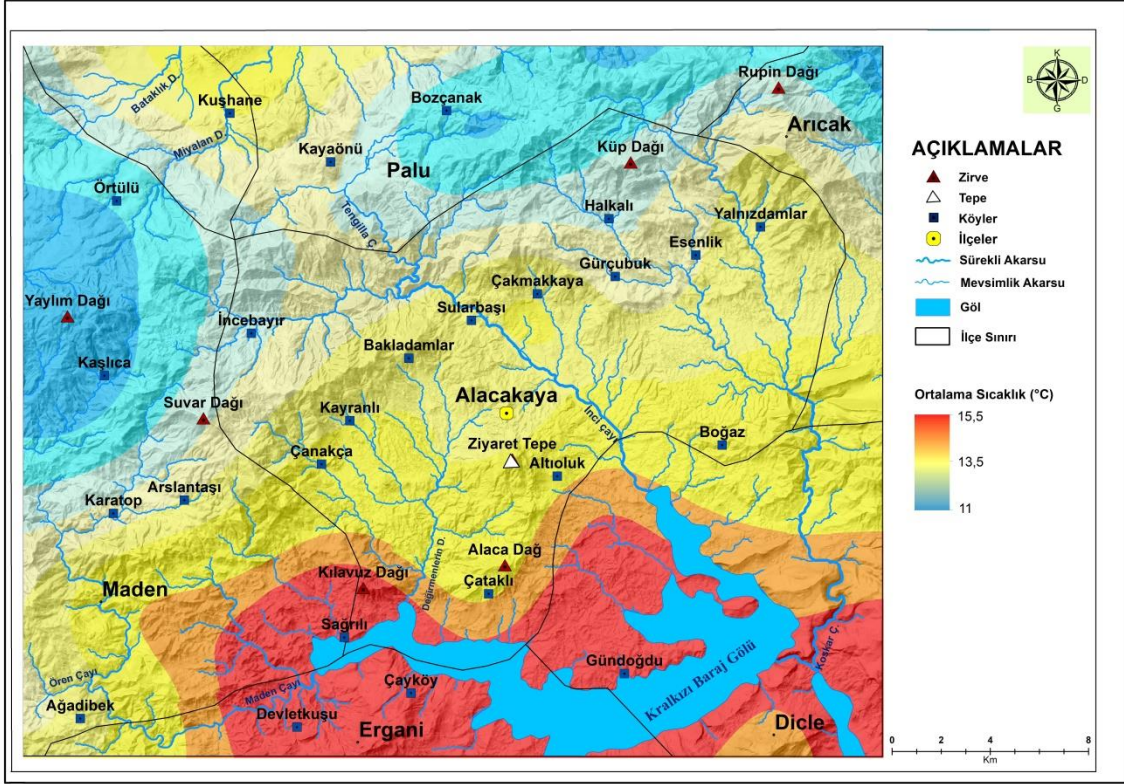 Rupin Dağı
Bozçanak
Bataklık D.
Kuşhane
Arıcak
Miyalan D.
Kayaönü
Küp Dağı
Palu
Örtülü
Tengilla Ç.
Halkalı
Yalnızdamlar
Esenlik
Gürçubuk
Çakmakkaya
Yaylım Dağı
Sularbaşı
İncebayır
Bakladamlar
Kaşlıca
Alacakaya
Suvar Dağı
Kayranlı
İnci çayı
Ziyaret Tepe
Boğaz
Çanakça
Altıoluk
Arslantaşı
Karatop
Alaca Dağ
Maden
Kılavuz Dağı
Değirmenlerin D.
Çataklı
Sağrılı
Koşkar Ç.
Gündoğdu
Ören Çayı
Maden Çayı
Çayköy
Kralkızı Baraj Gölü
Ağadibek
Devletkuşu
Ergani
Dicle
K
B
D
G
AÇIKLAMALAR
Zirve
Tepe
Köyler
İlçeler
Sürekli Akarsu
Mevsimlik Akarsu
Göl
İlçe Sınırı
Ortalama Sıcaklık (°C)
15,5
13,5
11
0 2 4 8
Km